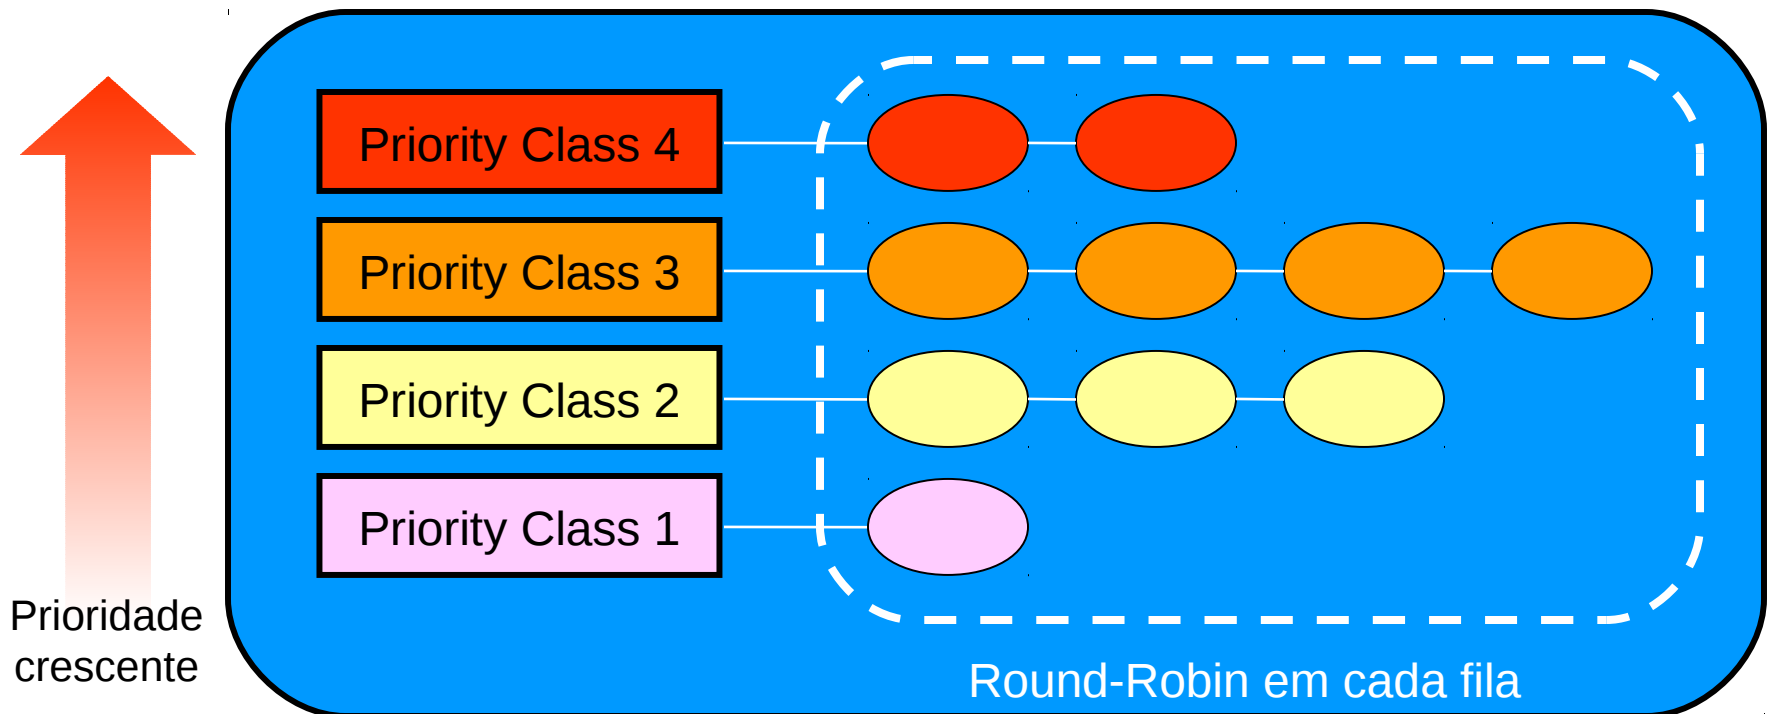 Priority Class 4
Priority Class 3
Priority Class 2
Priority Class 1
Prioridade
crescente
Round-Robin em cada fila